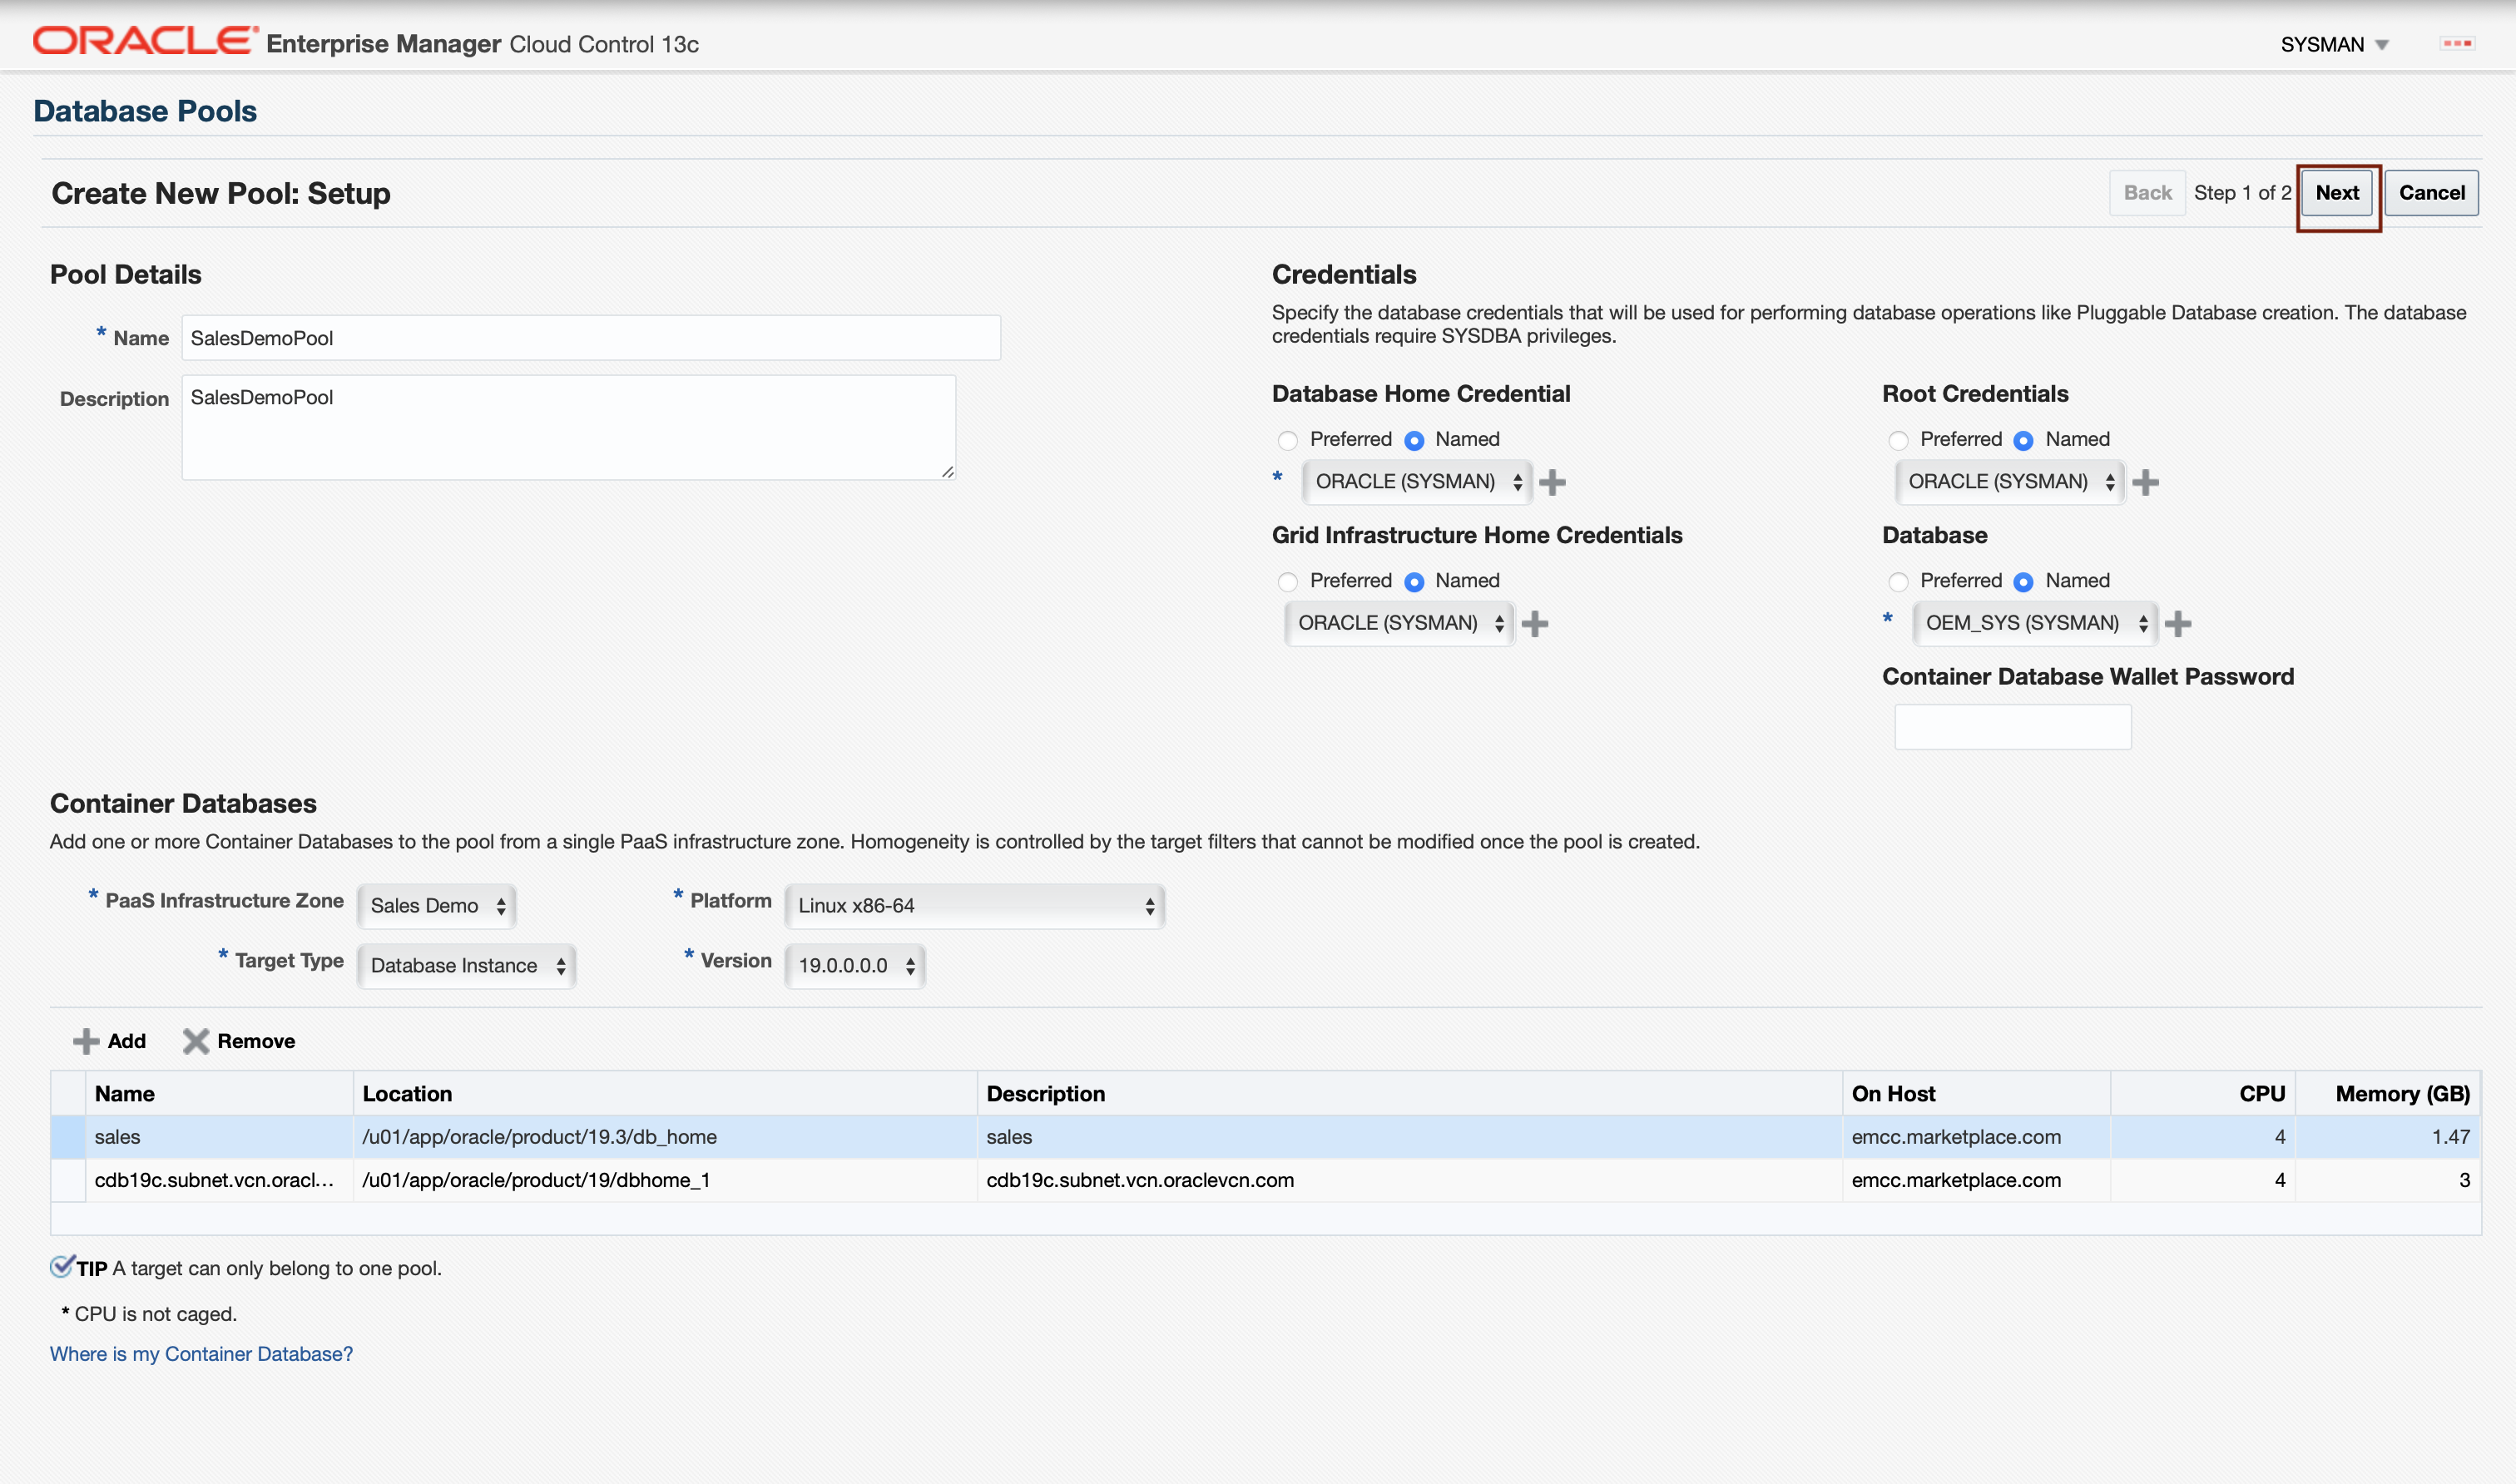 ORACLE Enterprise Manager Cloud Control 13c
SYSMAN
Database Pools
Create New Pool: Setup
Back Step 1 of 2 Next Cancel
Pool Details
* Name SalesDemoPool
Description SalesDemoPool
Credentials
Specify the database credentials that will be used for performing database operations like Pluggable Database creation. The database
credentials require SYSDBA privileges.
Database Home Credential
Preferred Named
* ORACLE (SYSMAN)
Root Credentials
Preferred Named
ORACLE (SYSMAN)
Grid Infrastructure Home Credentials
Preferred Named
ORACLE (SYSMAN)
Database
Preferred Named
* OEM_SYS (SYSMAN)
Container Database Wallet Password
Container Databases
Add one or more Container Databases to the pool from a single PaaS infrastructure zone. Homogeneity is controlled by the target filters that cannot be modified once the pool is created.
* PaaS Infrastructure Zone Sales Demo * Platform Linux x86-64
* Target Type Database Instance * Version 19.0.0.0.0
Add Remove
Name Location Description On Host CPU Memory (GB)
sales /u01/app/oracle/product/19.3/db_home sales emcc.marketplace.com 4 1.47
cdb19c.subnet.vcn.oracl... /u01/app/oracle/product/19/dbhome_1 cdb19c.subnet.vcn.oraclevcn.com emcc.marketplace.com 4 3
TIP A target can only belong to one pool.
* CPU is not caged.
Where is my Container Database?